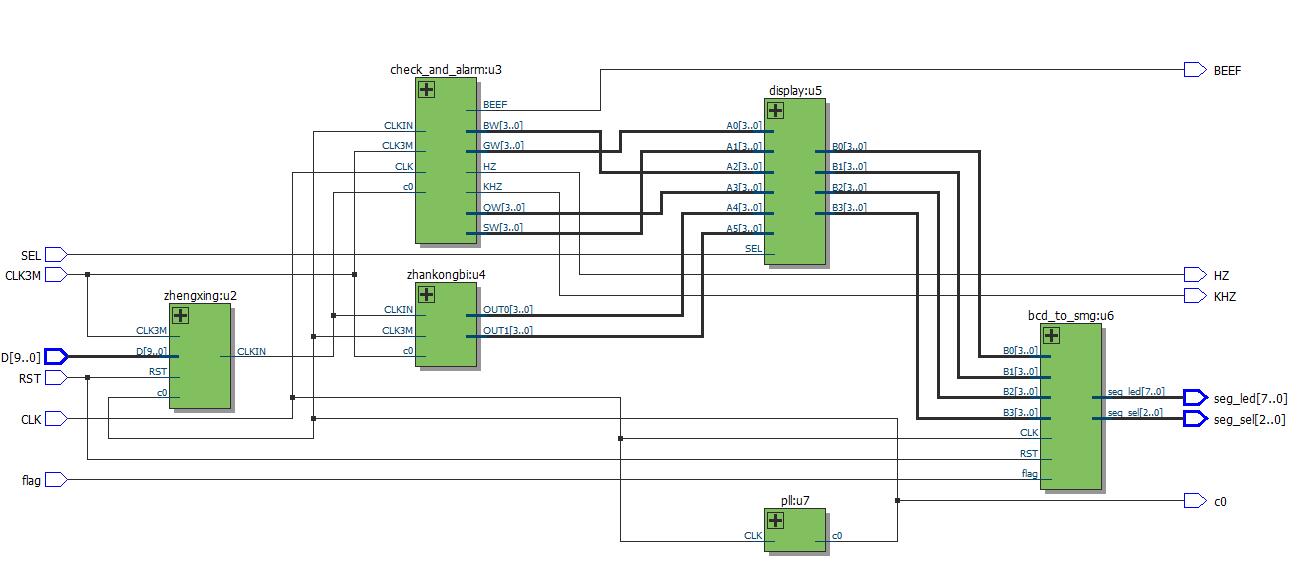 check_and_alarm:u3
CLKIN
CLK3M
CLK
c0
BEEF
BW[3..0]
GW[3..0]
HZ
KHZ
QW[3..0]
SW[3..0]
display:u5
A0[3..0]
A1[3..0]
A2[3..0]
A3[3..0]
A4[3..0]
A5[3..0]
SEL
B0[3..0]
B1[3..0]
B2[3..0]
B3[3..0]
BEEF
SEL
CLK3M
D[9..0]
RST
CLK
flag
zhengxing:u2
CLK3M
D[9..0]
RST
c0
CLKIN
zhankongbi:u4
CLKIN
CLK3M
c0
OUT0[3..0]
OUT1[3..0]
HZ
KHZ
bcd_to_smg:u6
B0[3..0]
B1[3..0]
B2[3..0]
B3[3..0]
CLK
RST
flag
seg_led[7..0]
seg_sel[2..0]
seg_led[7..0]
seg_sel[2..0]
pll:u7
CLK
c0
c0